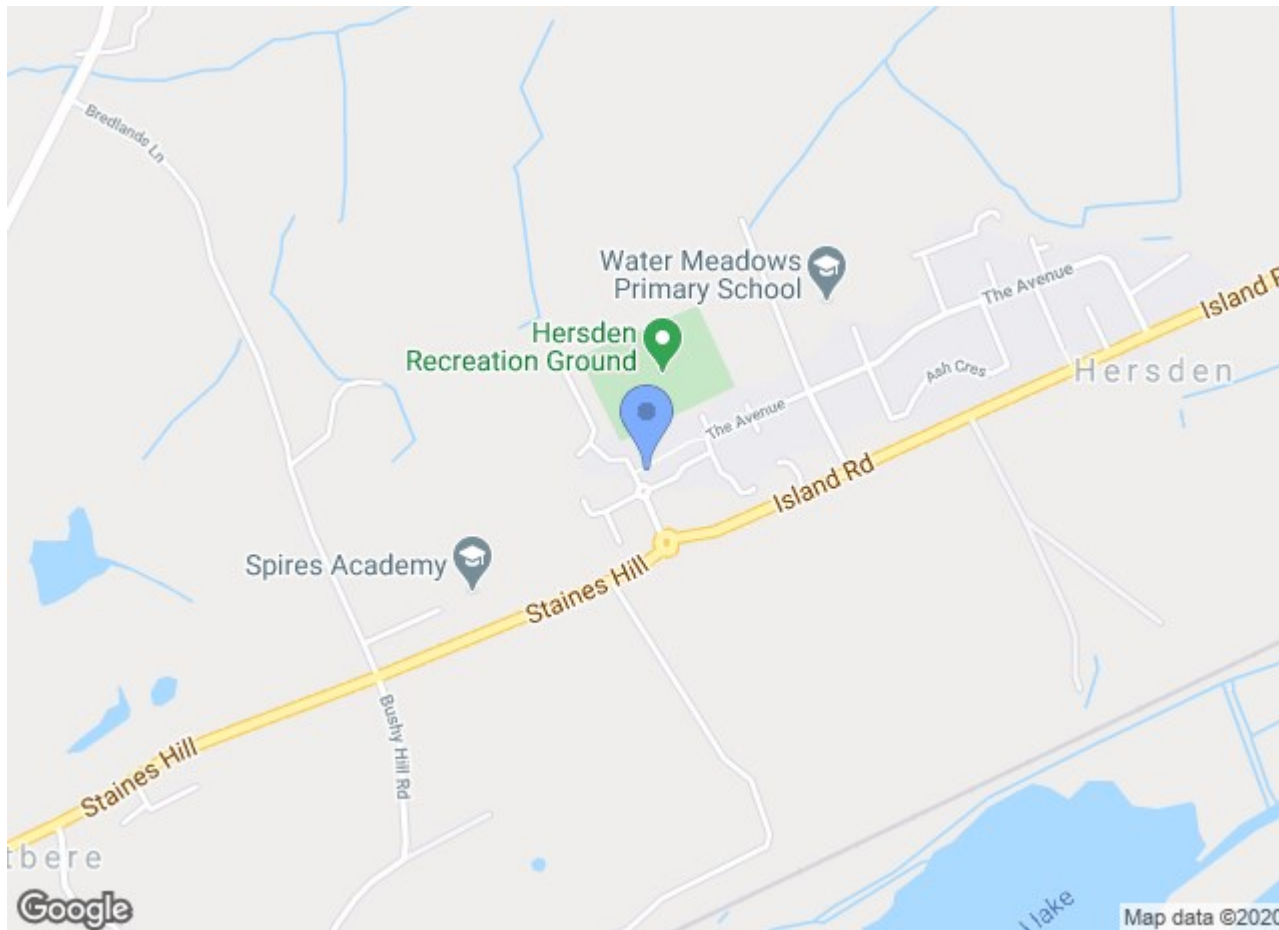 Bredlands Ln
Water Meadows
Primary School
The Avenue
Island R
Hersden
Recreation Ground
Ash Cres
Hersden
The Avenue
Island Rd
Spires Academy
Staines Hill
Bushy Hill Rd
Staines Hill
tbere
Lake
Google
Map data ©2020